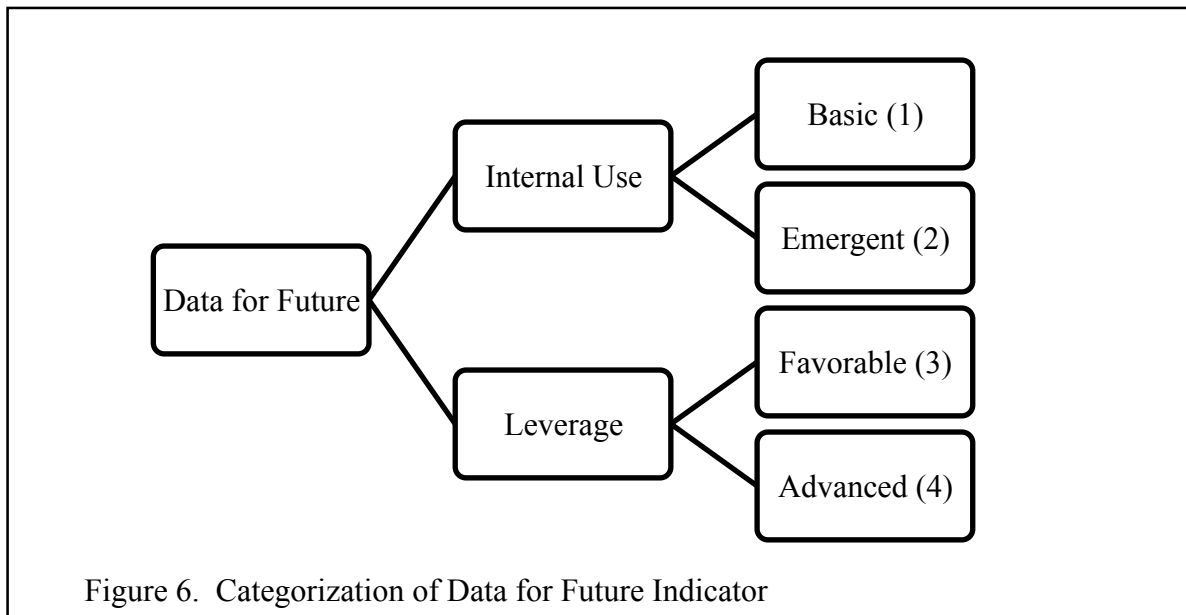 Data for Future
Internal Use
Basic (1)
Emergent (2)
Leverage
Favorable (3)
Advanced (4)
Figure 6.  Categorization of Data for Future Indicator